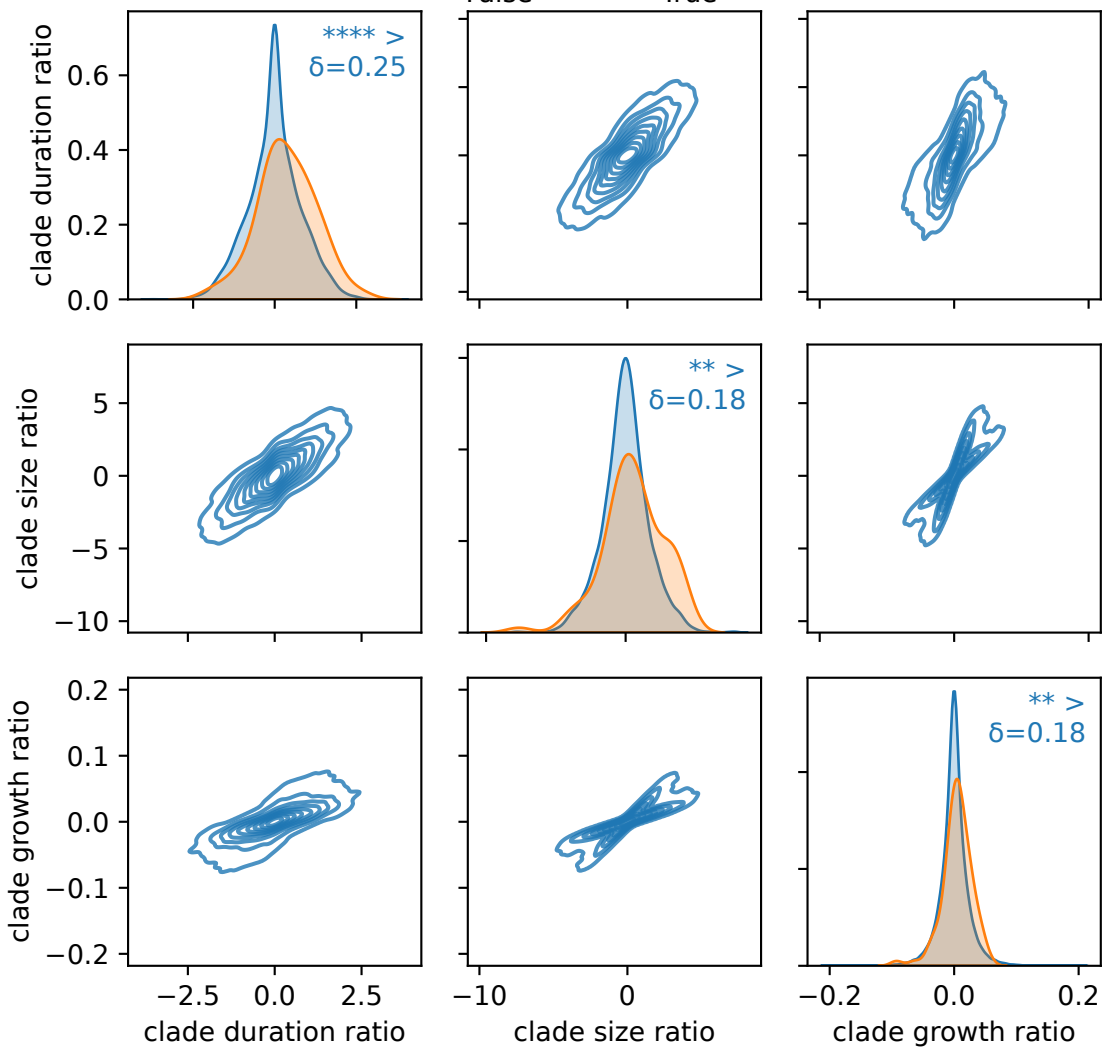 False True
clade duration ratio
0.6
0.4
0.2
0.0
**** >
δ=0.25
clade size ratio
5
0
−5
−10
** >
δ=0.18
clade growth ratio
0.2
0.1
0.0
−0.1
−0.2
** >
δ=0.18
−2.5 0.0 2.5
−10 0
−0.2 0.0 0.2
clade duration ratio
clade size ratio
clade growth ratio